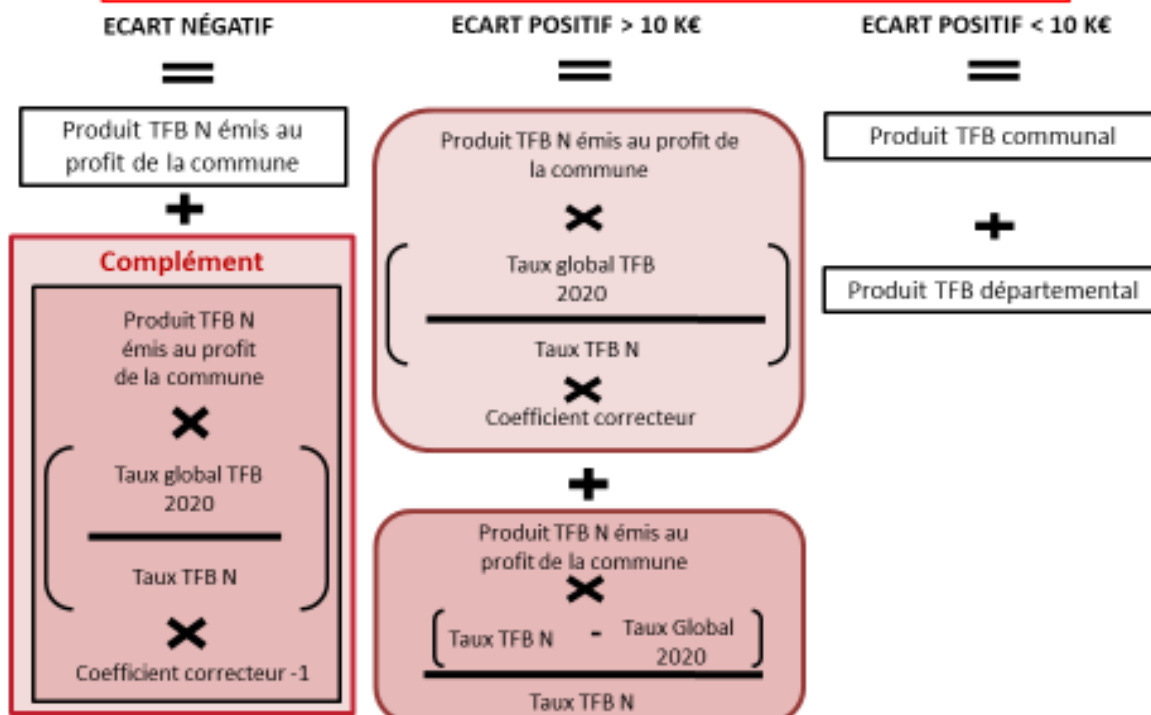 ECART NÉGATIF
=
Produit TFB N émis au
profit de la commune
+
Complément
Produit TFB N
émis au profit
de la commune
×
Taux global TFB
2020
Taux TFB N
×
Coefficient correcteur -1
ECART POSITIF > 10 K€
=
Produit TFB N émis au profit de
la commune
×
Taux global TFB
2020
Taux TFB N
×
Coefficient correcteur
+
Produit TFB N émis au
profit de la commune
×
Taux TFB N - Taux Global
2020
Taux TFB N
ECART POSITIF < 10 K€
=
Produit TFB communal
+
Produit TFB départemental